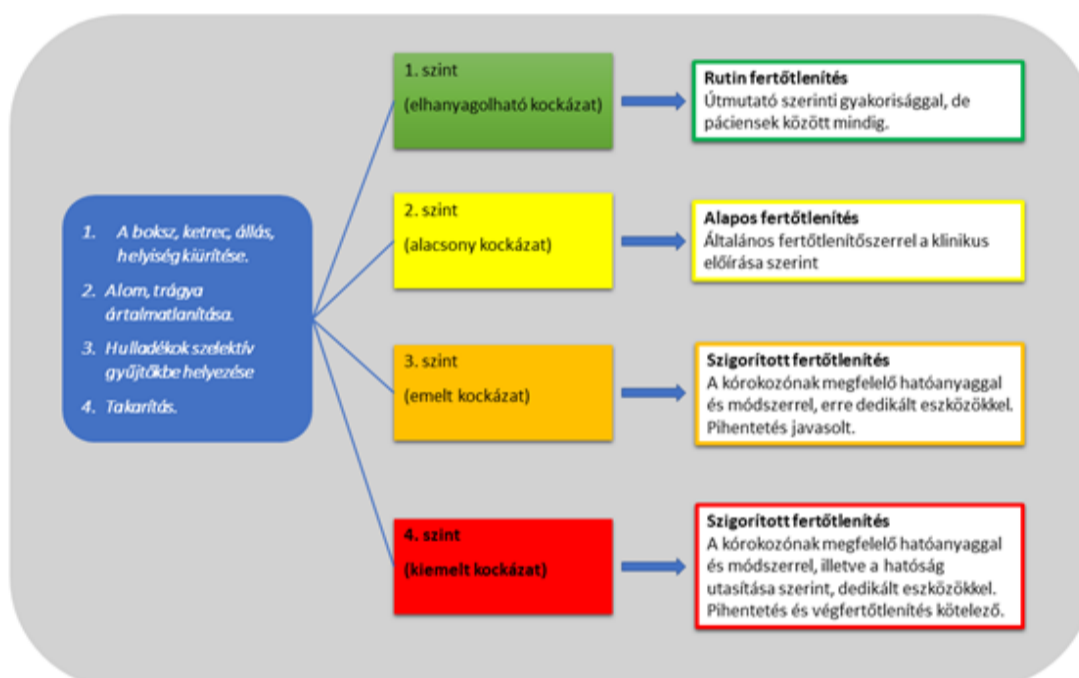 1. A boksz, ketrec, állás,
helyiség kiürítése.
2. Alom, trágya
ártalmatlanítása.
3. Hulladékok szelektív
gyűjtőkbe helyezése
4. Takarítás.
1. szint
(elhanyagolható kockázat)
Rutin fertőtlenítés
Útmutató szerinti gyakorisággal, de
páciensek között mindig.
2. szint
(alacsony kockázat)
Alapos fertőtlenítés
Általános fertőtlenítőszerrel a klinikus
előírása szerint
3. szint
(emelt kockázat)
Szigorított fertőtlenítés
A kórokozónak megfelelő hatóanyaggal
és módszerrel, erre dedikált eszközökkel.
Pihentetés javasolt.
4. szint
(kiemelt kockázat)
Szigorított fertőtlenítés
A kórokozónak megfelelő hatóanyaggal
és módszerrel, illetve a hatóság
utasítása szerint, dedikált eszközökkel.
Pihentetés és végfertőtlenítés kötelező.